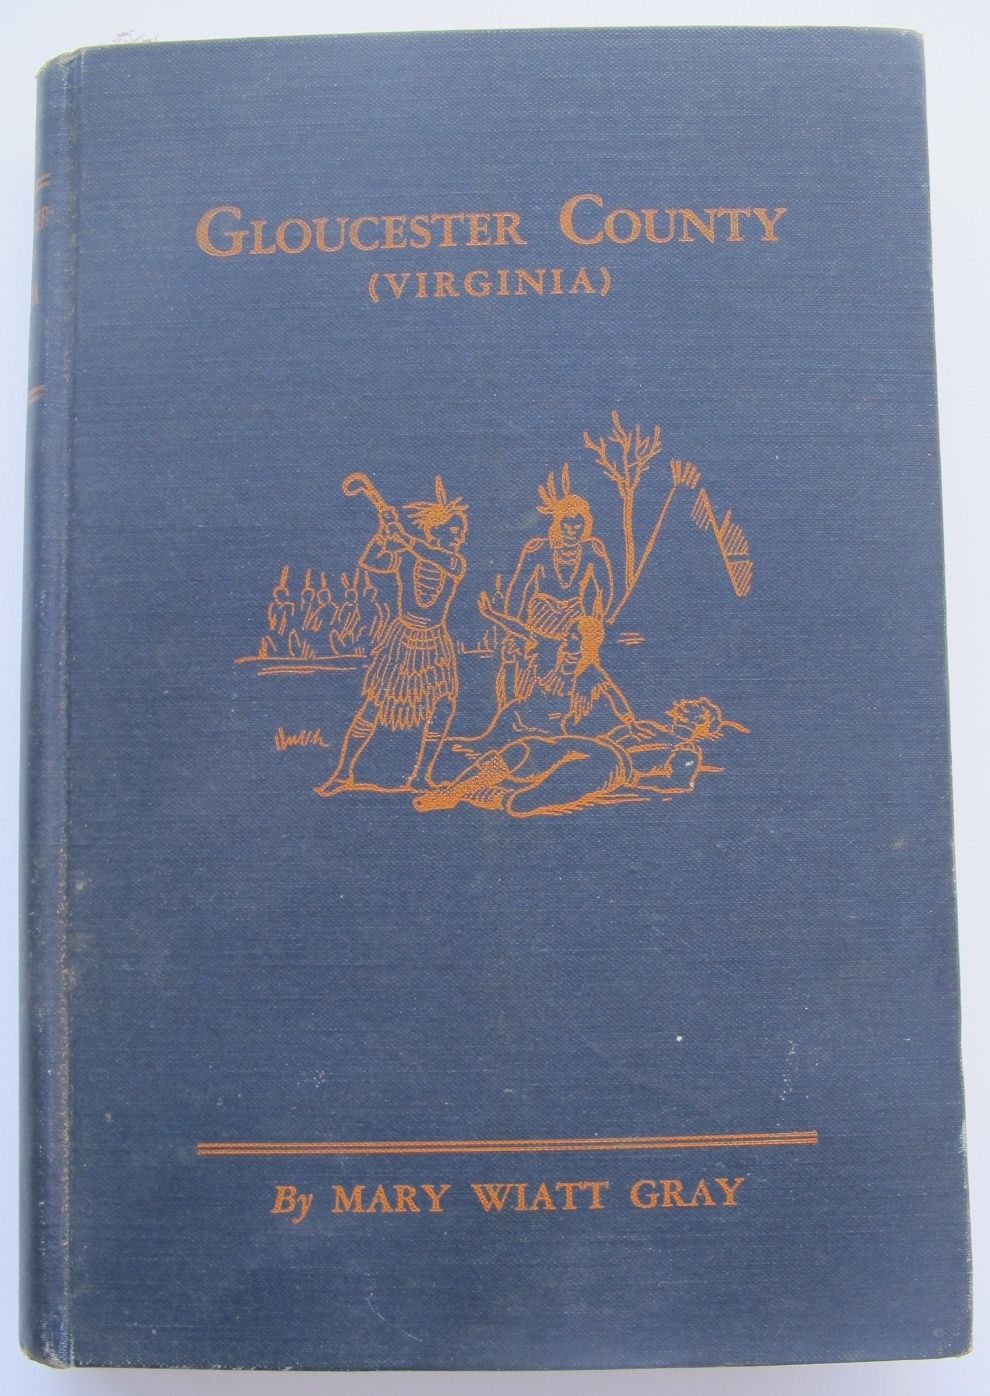 GLOUCESTER COUNTY
(VIRGINIA)
By MARY WIATT GRAY